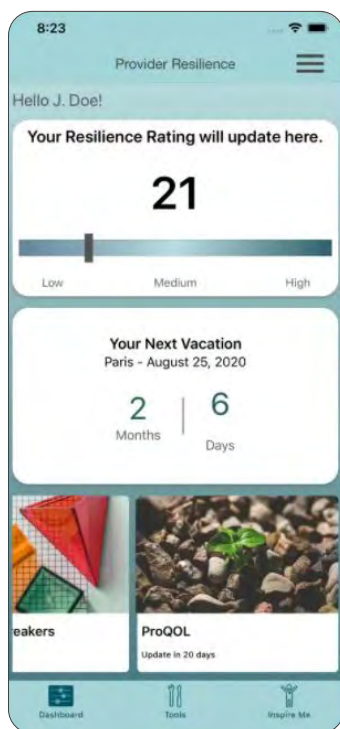 8:23
Provider Resilience
Hello J. Doe!
Your Resilience Rating will update here.
21
Low Medium High
Your Next Vacation
Paris - August 25, 2020
2 6
Months Days
eakers ProQOL
Update in 20 days
Dashboard Tools Inspire Me